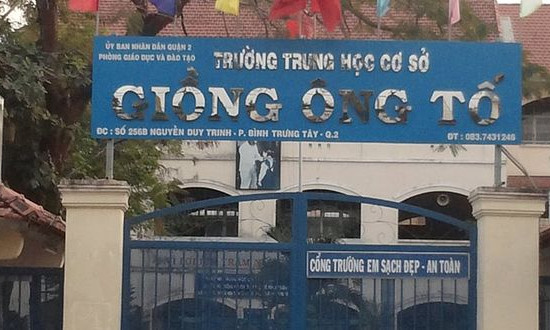 ỦY BAN NHÂN DÂN QUẬN 2
PHÒNG GIÁO DỤC VÀ ĐÀO TẠO
TRƯỜNG TRUNG HỌC CƠ SỞ
GIỒNG ÔNG TỐ
ĐC: SỐ 256B NGUYỄN DUY TRINH - P. BÌNH TRƯNG TÂY - Q.2
ĐT : 083.7431246
CỔNG TRƯỜNG EM SẠCH ĐẸP - AN TOÀN